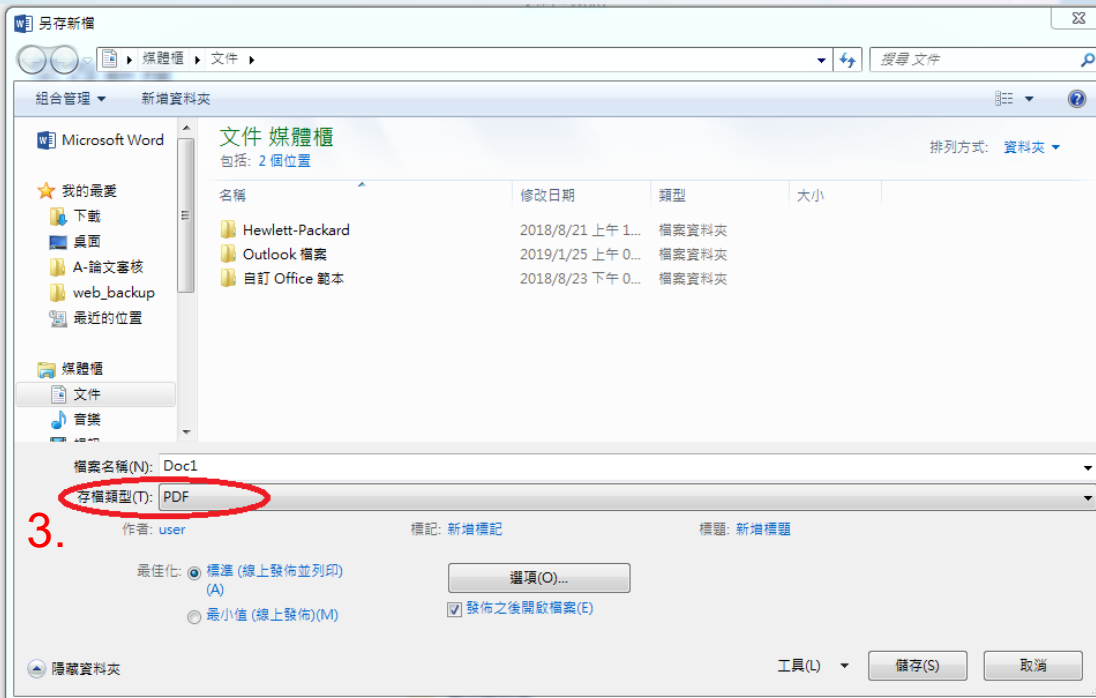 另存新檔
媒體櫃 文件
搜尋 文件
組合管理 新增資料夾
Microsoft Word
我的最愛
下載
桌面
A-論文審核
web_backup
最近的位置
媒體櫃
文件
音樂
文件 媒體櫃
包括: 2 個位置
排列方式: 資料夾
名稱 修改日期 類型 大小
Hewlett-Packard 2018/8/21 上午 1... 檔案資料夾
Outlook 檔案 2019/1/25 上午 0... 檔案資料夾
自訂 Office 範本 2018/8/23 下午 0... 檔案資料夾
檔案名稱(N): Doc1
存檔類型(T): PDF
3.
作者: user 標記: 新增標記 標題: 新增標題
最佳化: 標準 (線上發佈並列印)
(A)
最小值 (線上發佈)(M)
選項(O)...
發佈之後開啟檔案(E)
隱藏資料夾
工具(L) 儲存(S) 取消